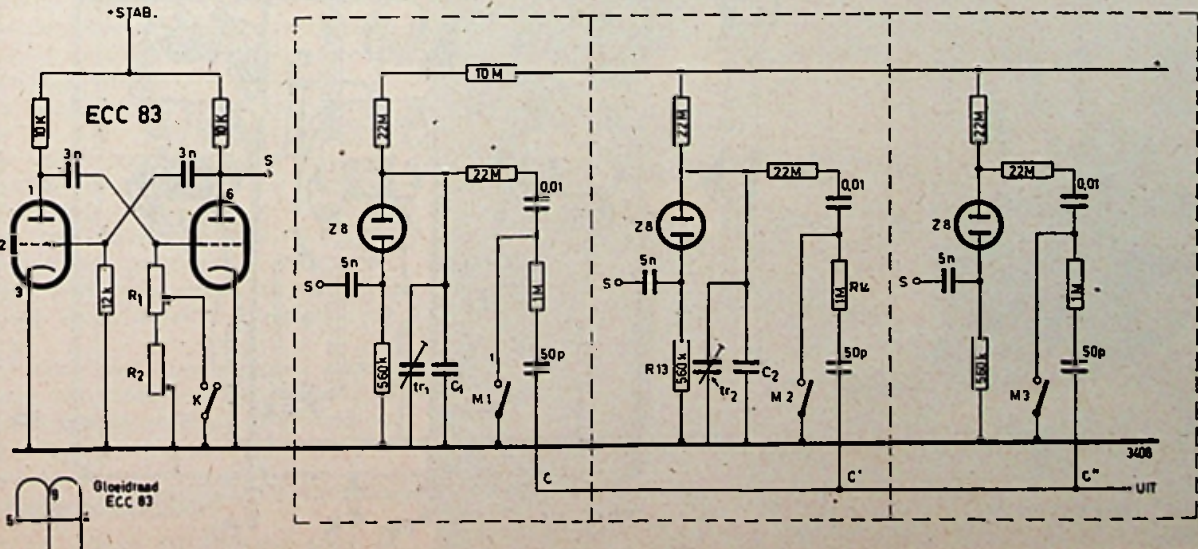 +STAB.
10K
ECC 83
10K
3n
3n
S
1
6
2
3
12k
R1
R2
K
5
9
Gloeidraad
ECC 83
10 M
22M
22M
0,01
Z8
5n
S
1M
560k
tr1
C1
1
M1
50p
C
22M
22M
0,01
Z8
5n
S
R14
1M
R13
560k
tr2
C2
M2
50p
C'
22M
22M
0,01
Z8
5n
S
1M
560k
M3
50p
C"
3408
UIT